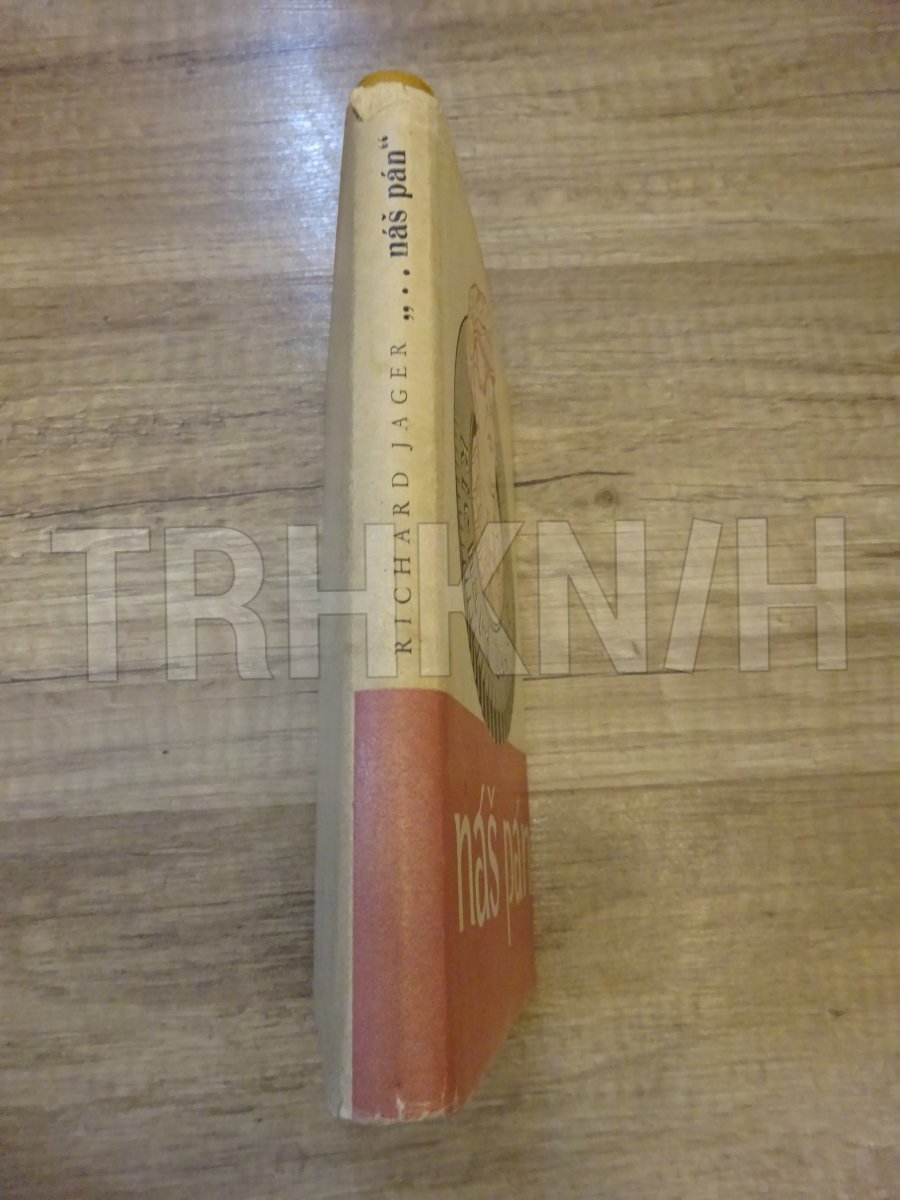 RICHARD JAGER „.. náš pán“
náš pán
TRHKNIH